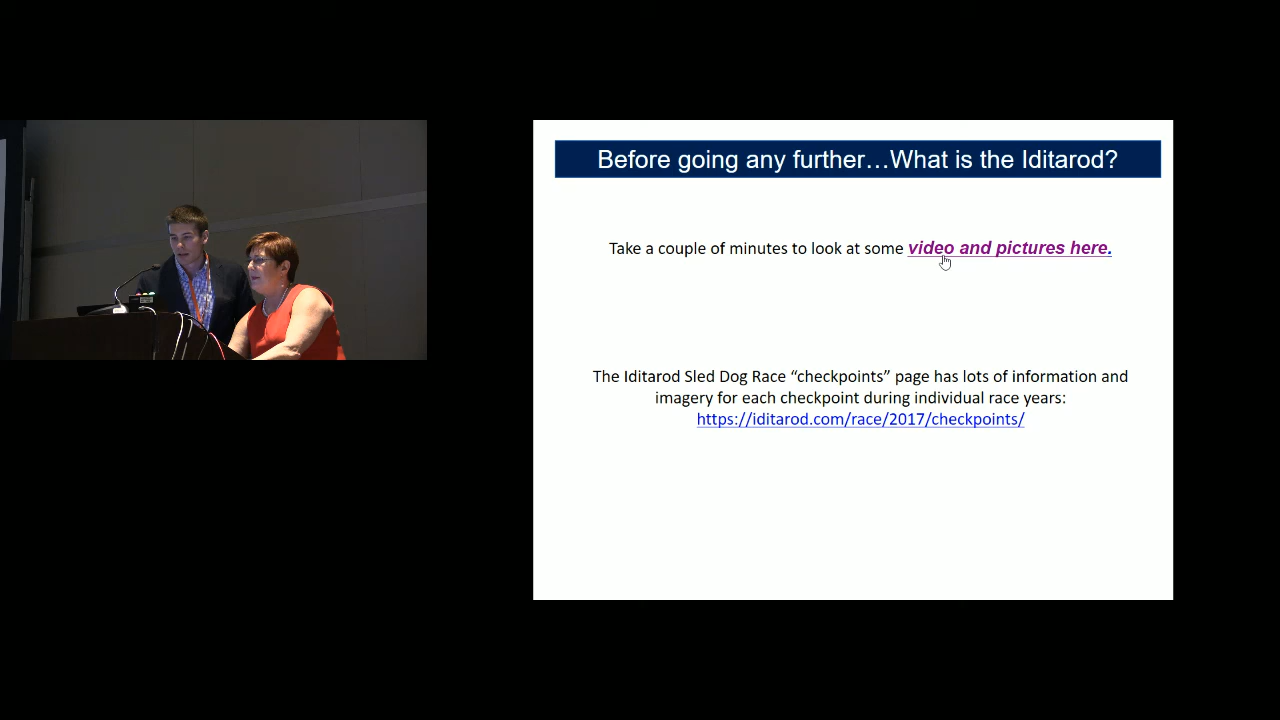 Before going any further…What is the Iditarod?
Take a couple of minutes to look at some video and pictures here.
The Iditarod Sled Dog Race “checkpoints” page has lots of information and
imagery for each checkpoint during individual race years:
https://iditarod.com/race/2017/checkpoints/